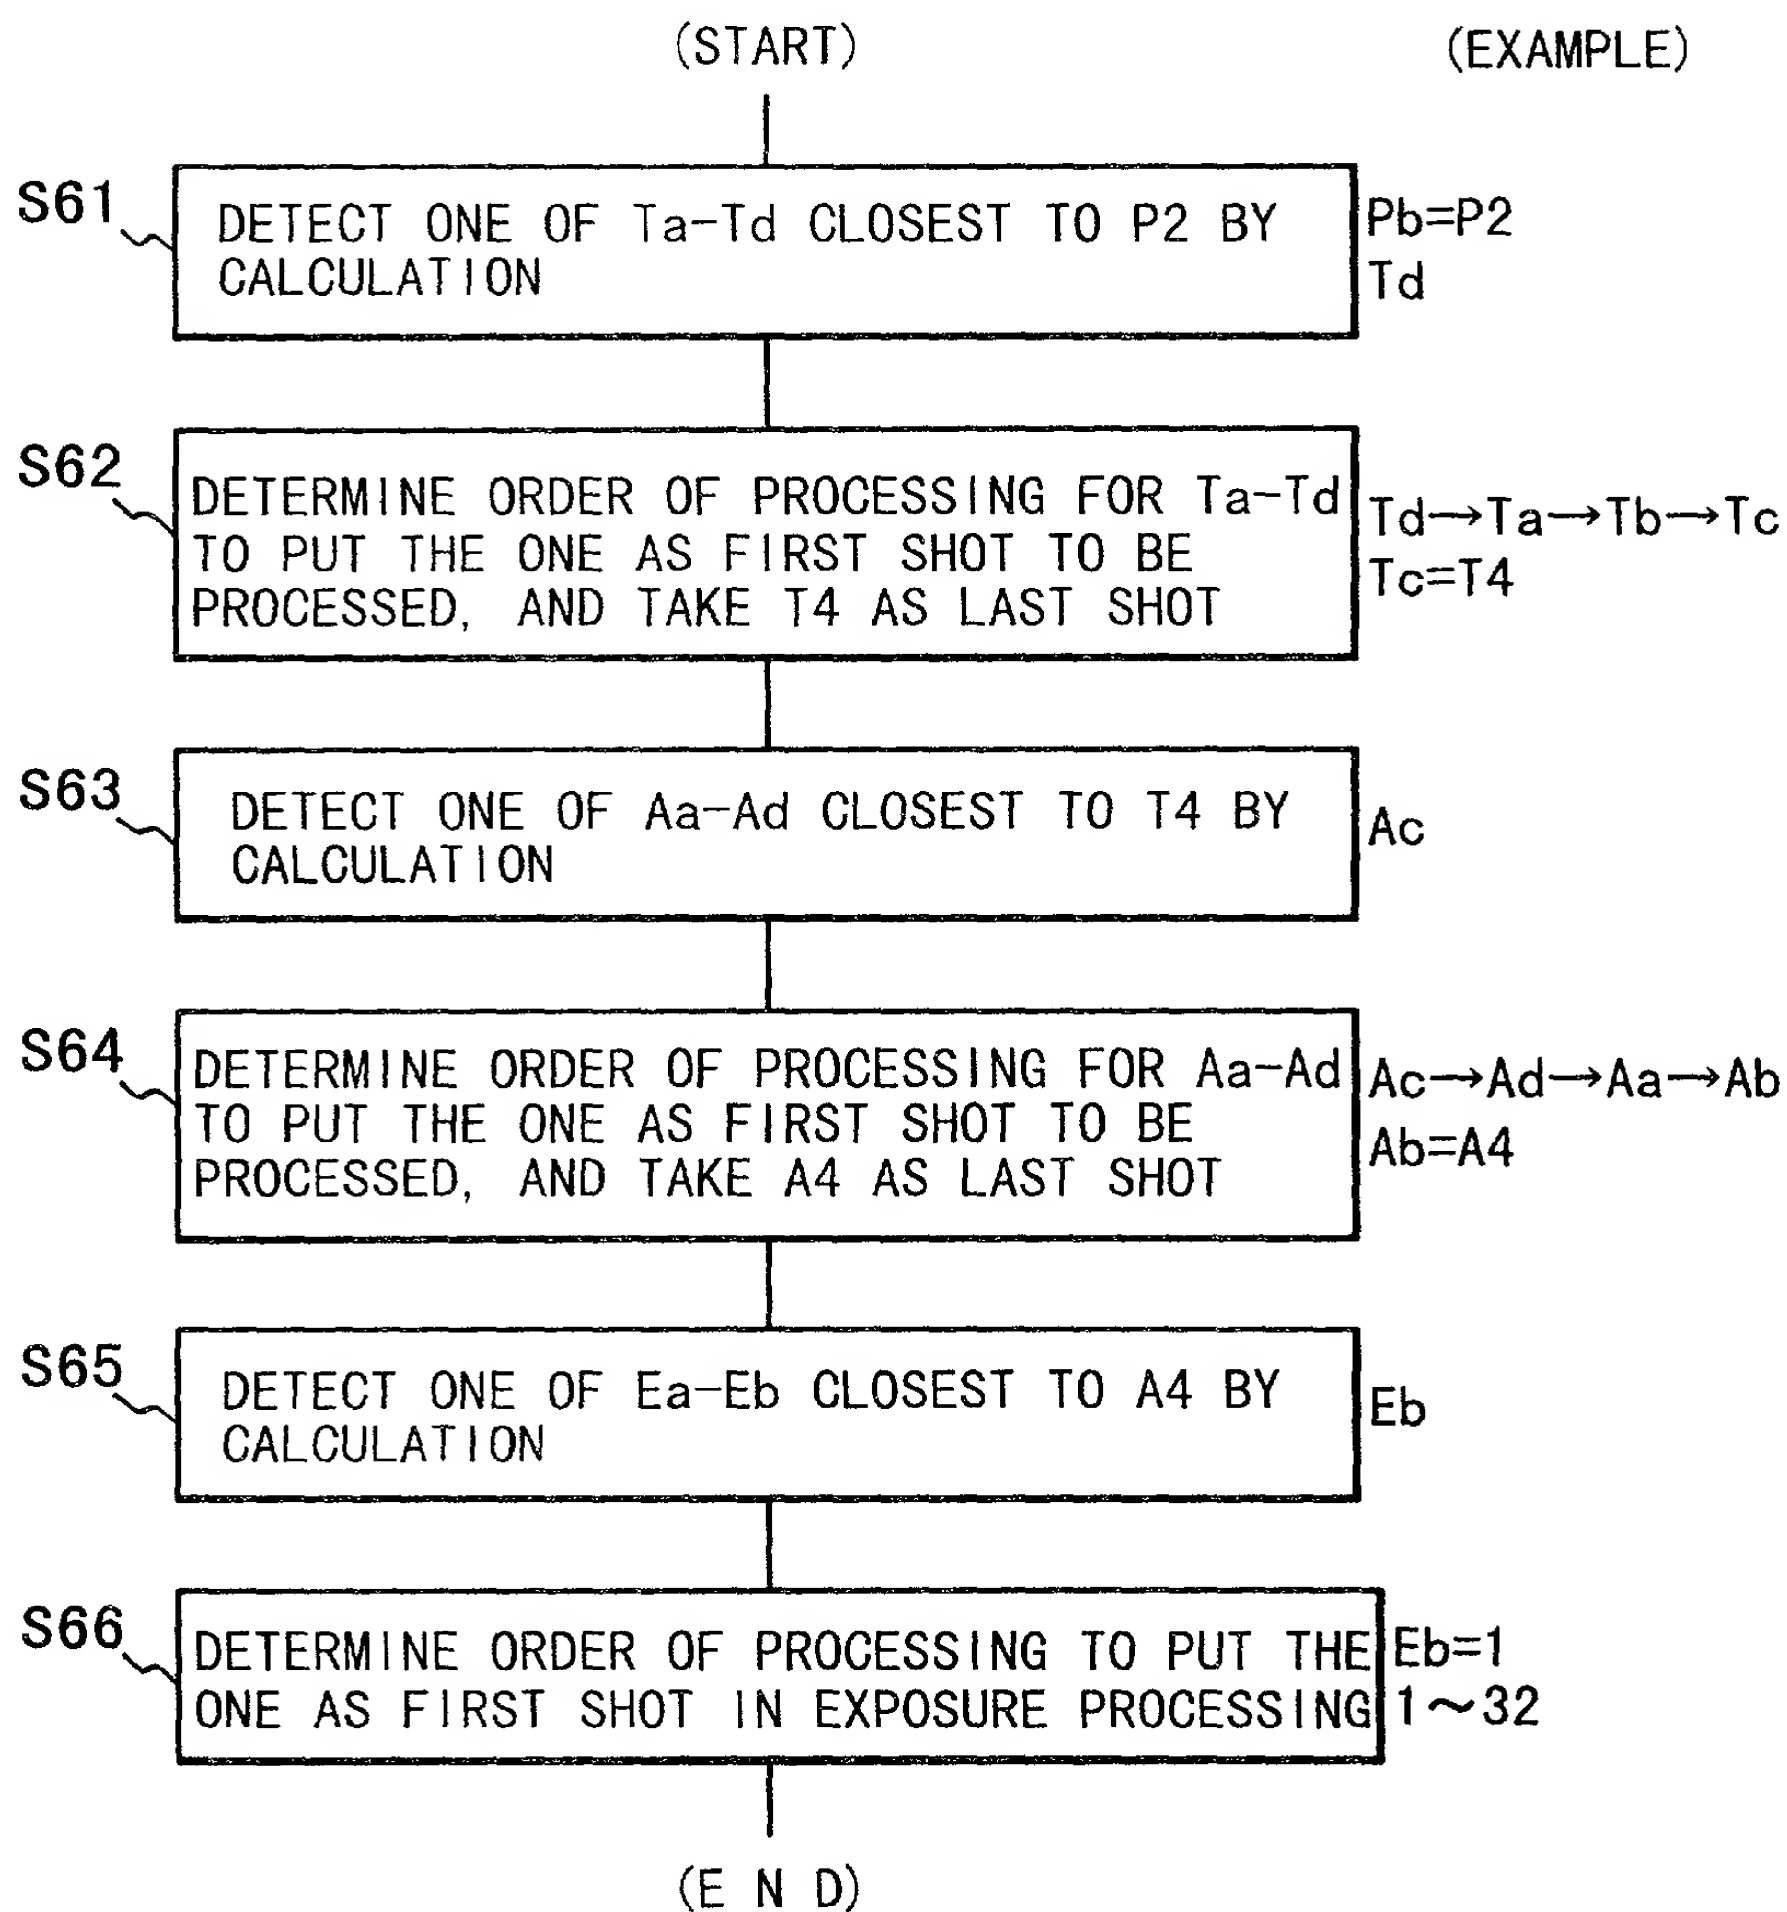 (START)
(EXAMPLE)
S61
DETECT ONE OF Ta-Td CLOSEST TO P2 BY
CALCULATION
Pb=P2
Td
S62
DETERMINE ORDER OF PROCESSING FOR Ta-Td
TO PUT THE ONE AS FIRST SHOT TO BE
PROCESSED, AND TAKE T4 AS LAST SHOT
Td→Ta→Tb→Tc
Tc=T4
S63
DETECT ONE OF Aa-Ad CLOSEST TO T4 BY
CALCULATION
Ac
S64
DETERMINE ORDER OF PROCESSING FOR Aa-Ad
TO PUT THE ONE AS FIRST SHOT TO BE
PROCESSED, AND TAKE A4 AS LAST SHOT
Ac→Ad→Aa→Ab
Ab=A4
S65
DETECT ONE OF Ea-Eb CLOSEST TO A4 BY
CALCULATION
Eb
S66
DETERMINE ORDER OF PROCESSING TO PUT THE
ONE AS FIRST SHOT IN EXPOSURE PROCESSING
Eb=1
1~32
(E N D)